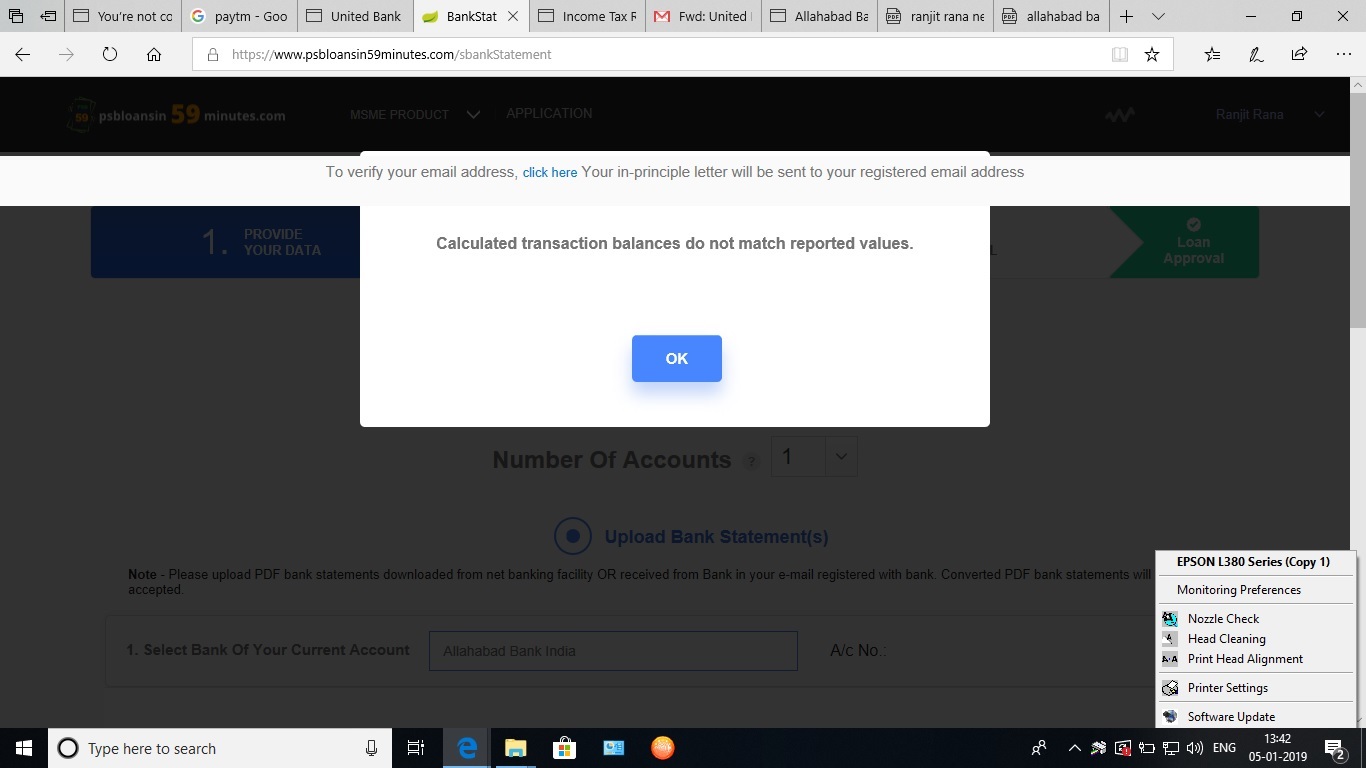 You're not co
paytm - Goo
United Bank
BankStat
Income Tax R
Fwd: United
Allahabad Ba
ranjit rana ne
allahabad ba
https://www.psbloansin59minutes.com/sbankStatement
psbloansin 59 minutes.com
MSME PRODUCT
APPLICATION
Ranjit Rana
To verify your email address, click here Your in-principle letter will be sent to your registered email address
1. PROVIDE
YOUR DATA
Loan
Approval
Calculated transaction balances do not match reported values.
OK
Number Of Accounts ? 1
Upload Bank Statement(s)
Note - Please upload PDF bank statements downloaded from net banking facility OR received from Bank in your e-mail registered with bank. Converted PDF bank statements will
accepted.
1. Select Bank Of Your Current Account
Allahabad Bank India
A/c No.:
EPSON L380 Series (Copy 1)
Monitoring Preferences
Nozzle Check
Head Cleaning
Print Head Alignment
Printer Settings
Software Update
Type here to search
ENG
13:42
05-01-2019
2